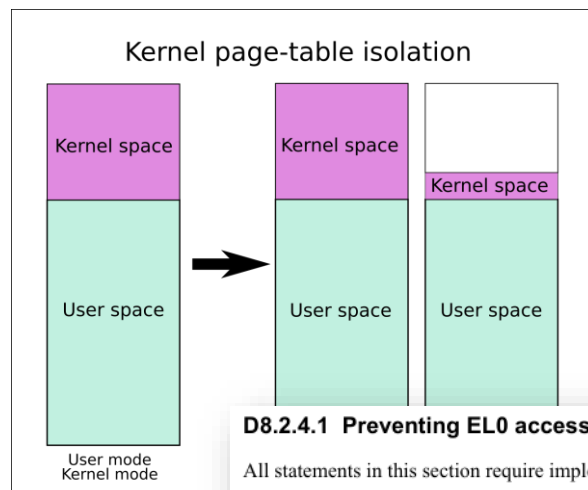 Kernel page-table isolation
Kernel space
Kernel space
Kernel space
User space
User space
User space
User mode
Kernel mode
D8.2.4.1 Preventing EL0 access
All statements in this section require